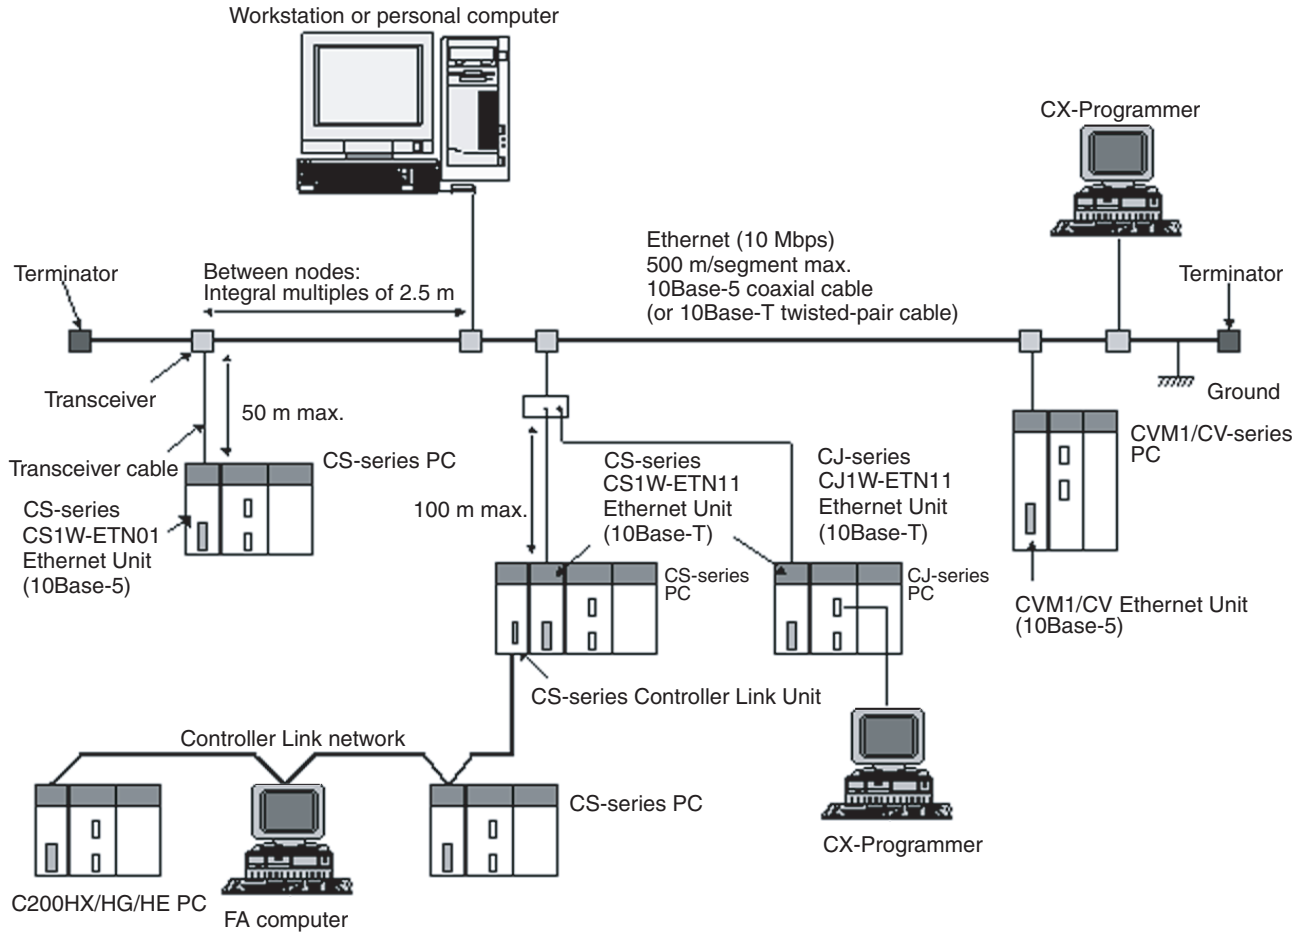 Workstation or personal computer
CX-Programmer
Ethernet (10 Mbps)
500 m/segment max.
10Base-5 coaxial cable
(or 10Base-T twisted-pair cable)
Terminator
Between nodes:
Integral multiples of 2.5 m
Terminator
Transceiver
50 m max.
Ground
Transceiver cable
CS-series PC
CS-series
CS1W-ETN01
Ethernet Unit
(10Base-5)
100 m max.
CS-series
CS1W-ETN11
Ethernet Unit
(10Base-T)
CJ-series
CJ1W-ETN11
Ethernet Unit
(10Base-T)
CVM1/CV-series
PC
CS-series
PC
CJ-series
PC
CVM1/CV Ethernet Unit
(10Base-5)
CS-series Controller Link Unit
Controller Link network
CS-series PC
CX-Programmer
C200HX/HG/HE PC
FA computer